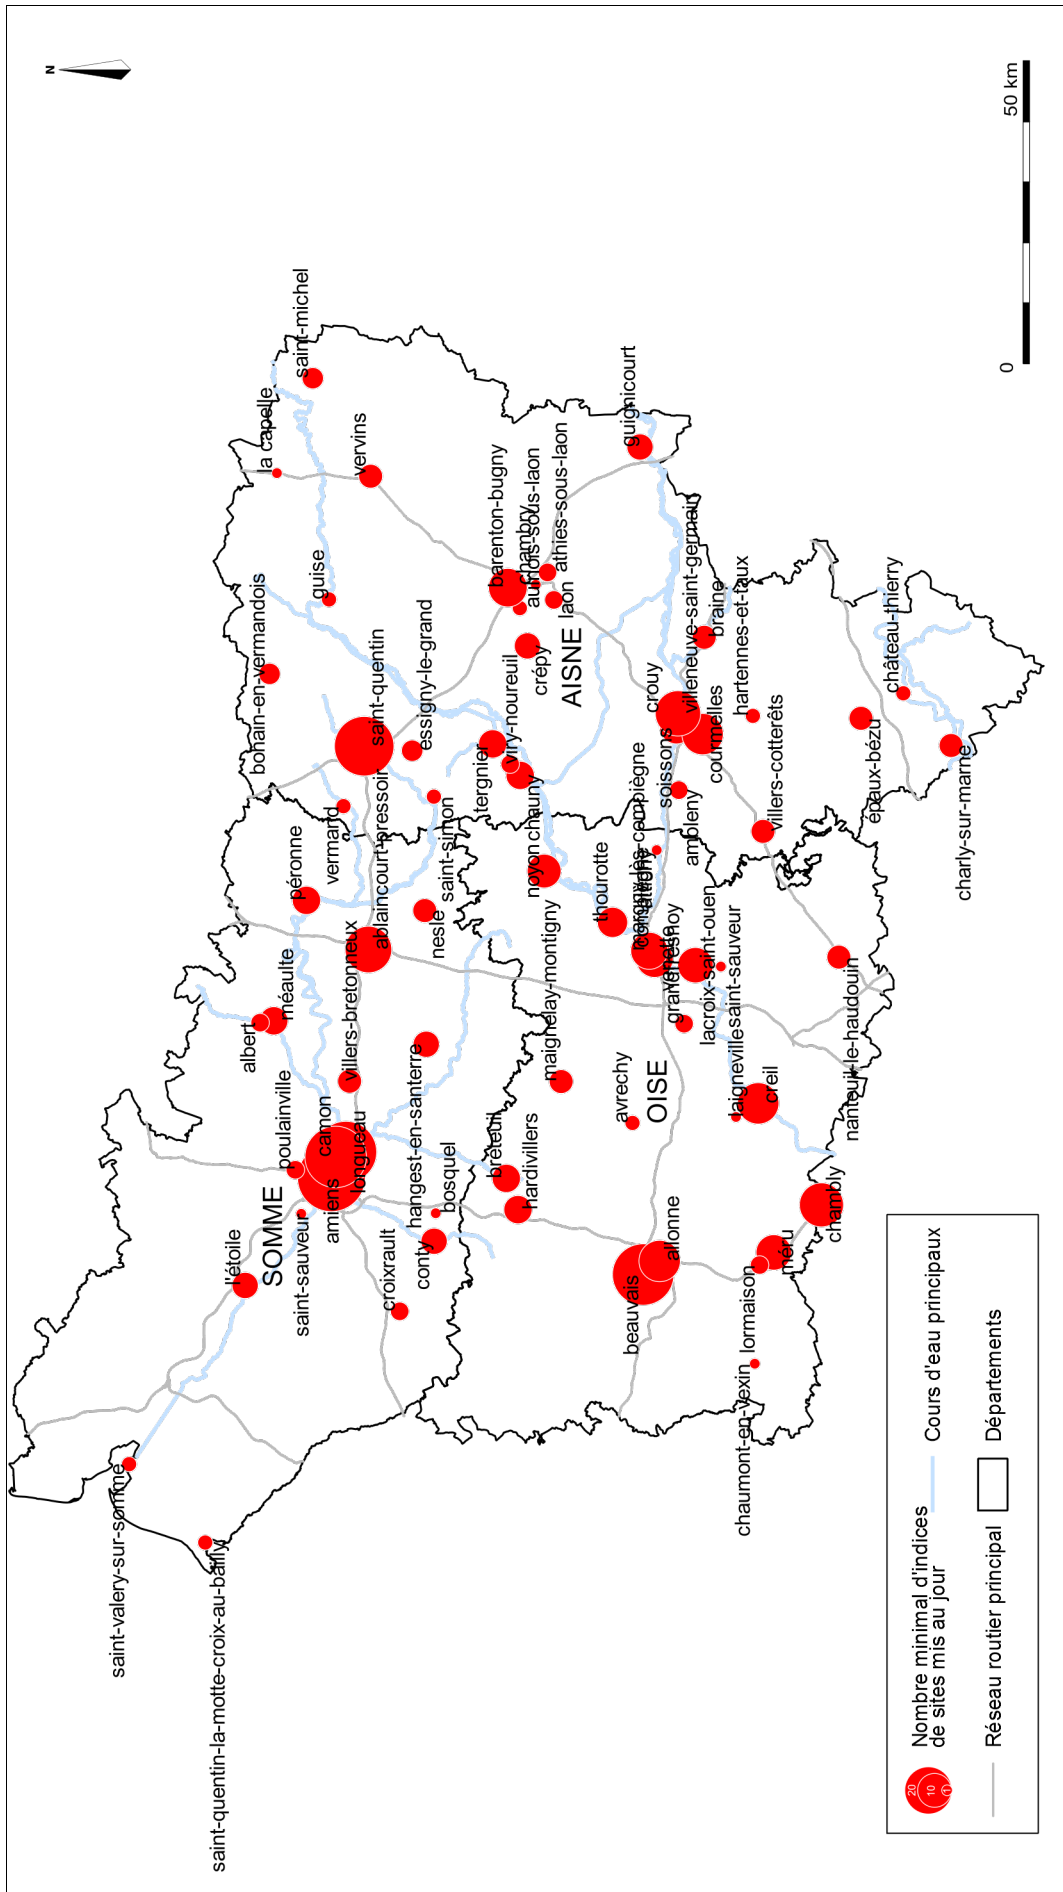 N
50 km
0
saint-michel
la capelle
vervins
guise
bohain-en-vermandois
saint-quentin
essigny-le-grand
vermand
ablaincourt-pressoir
péronne
saint-simon
nesle
villers-bretonneux
méaulte
albert
poulainville
camon
longueau
amiens
saint-sauveur
SOMME
l'étoile
hangest-en-santerre
bosquel
conty
croixrault
saint-valery-sur-somme
saint-quentin-la-motte-croix-au-bailly
guignicourt
barenton-bugny
chambry
aulnois-sous-laon
athies-sous-laon
laon
crépy
AISNE
viry-noureuil
tergnier
chauny
noyon
villeneuve-saint-germain
braine
hartennes-et-taux
crouy
courmelles
soissons
ambleny
villers-cotterêts
château-thierry
épaux-bézu
charly-sur-marne
thourotte
venette
grandfresnoy
lacroix-saint-ouen
saint-sauveur
maignelay-montigny
avrechy
OISE
laigneville
creil
nanteuil-le-haudouin
breteuil
hardivillers
allonne
beauvais
chambly
méru
lormaison
chaumont-en-vexin
20
10
1
Nombre minimal d'indices
de sites mis au jour
Cours d'eau principaux
Réseau routier principal
Départements